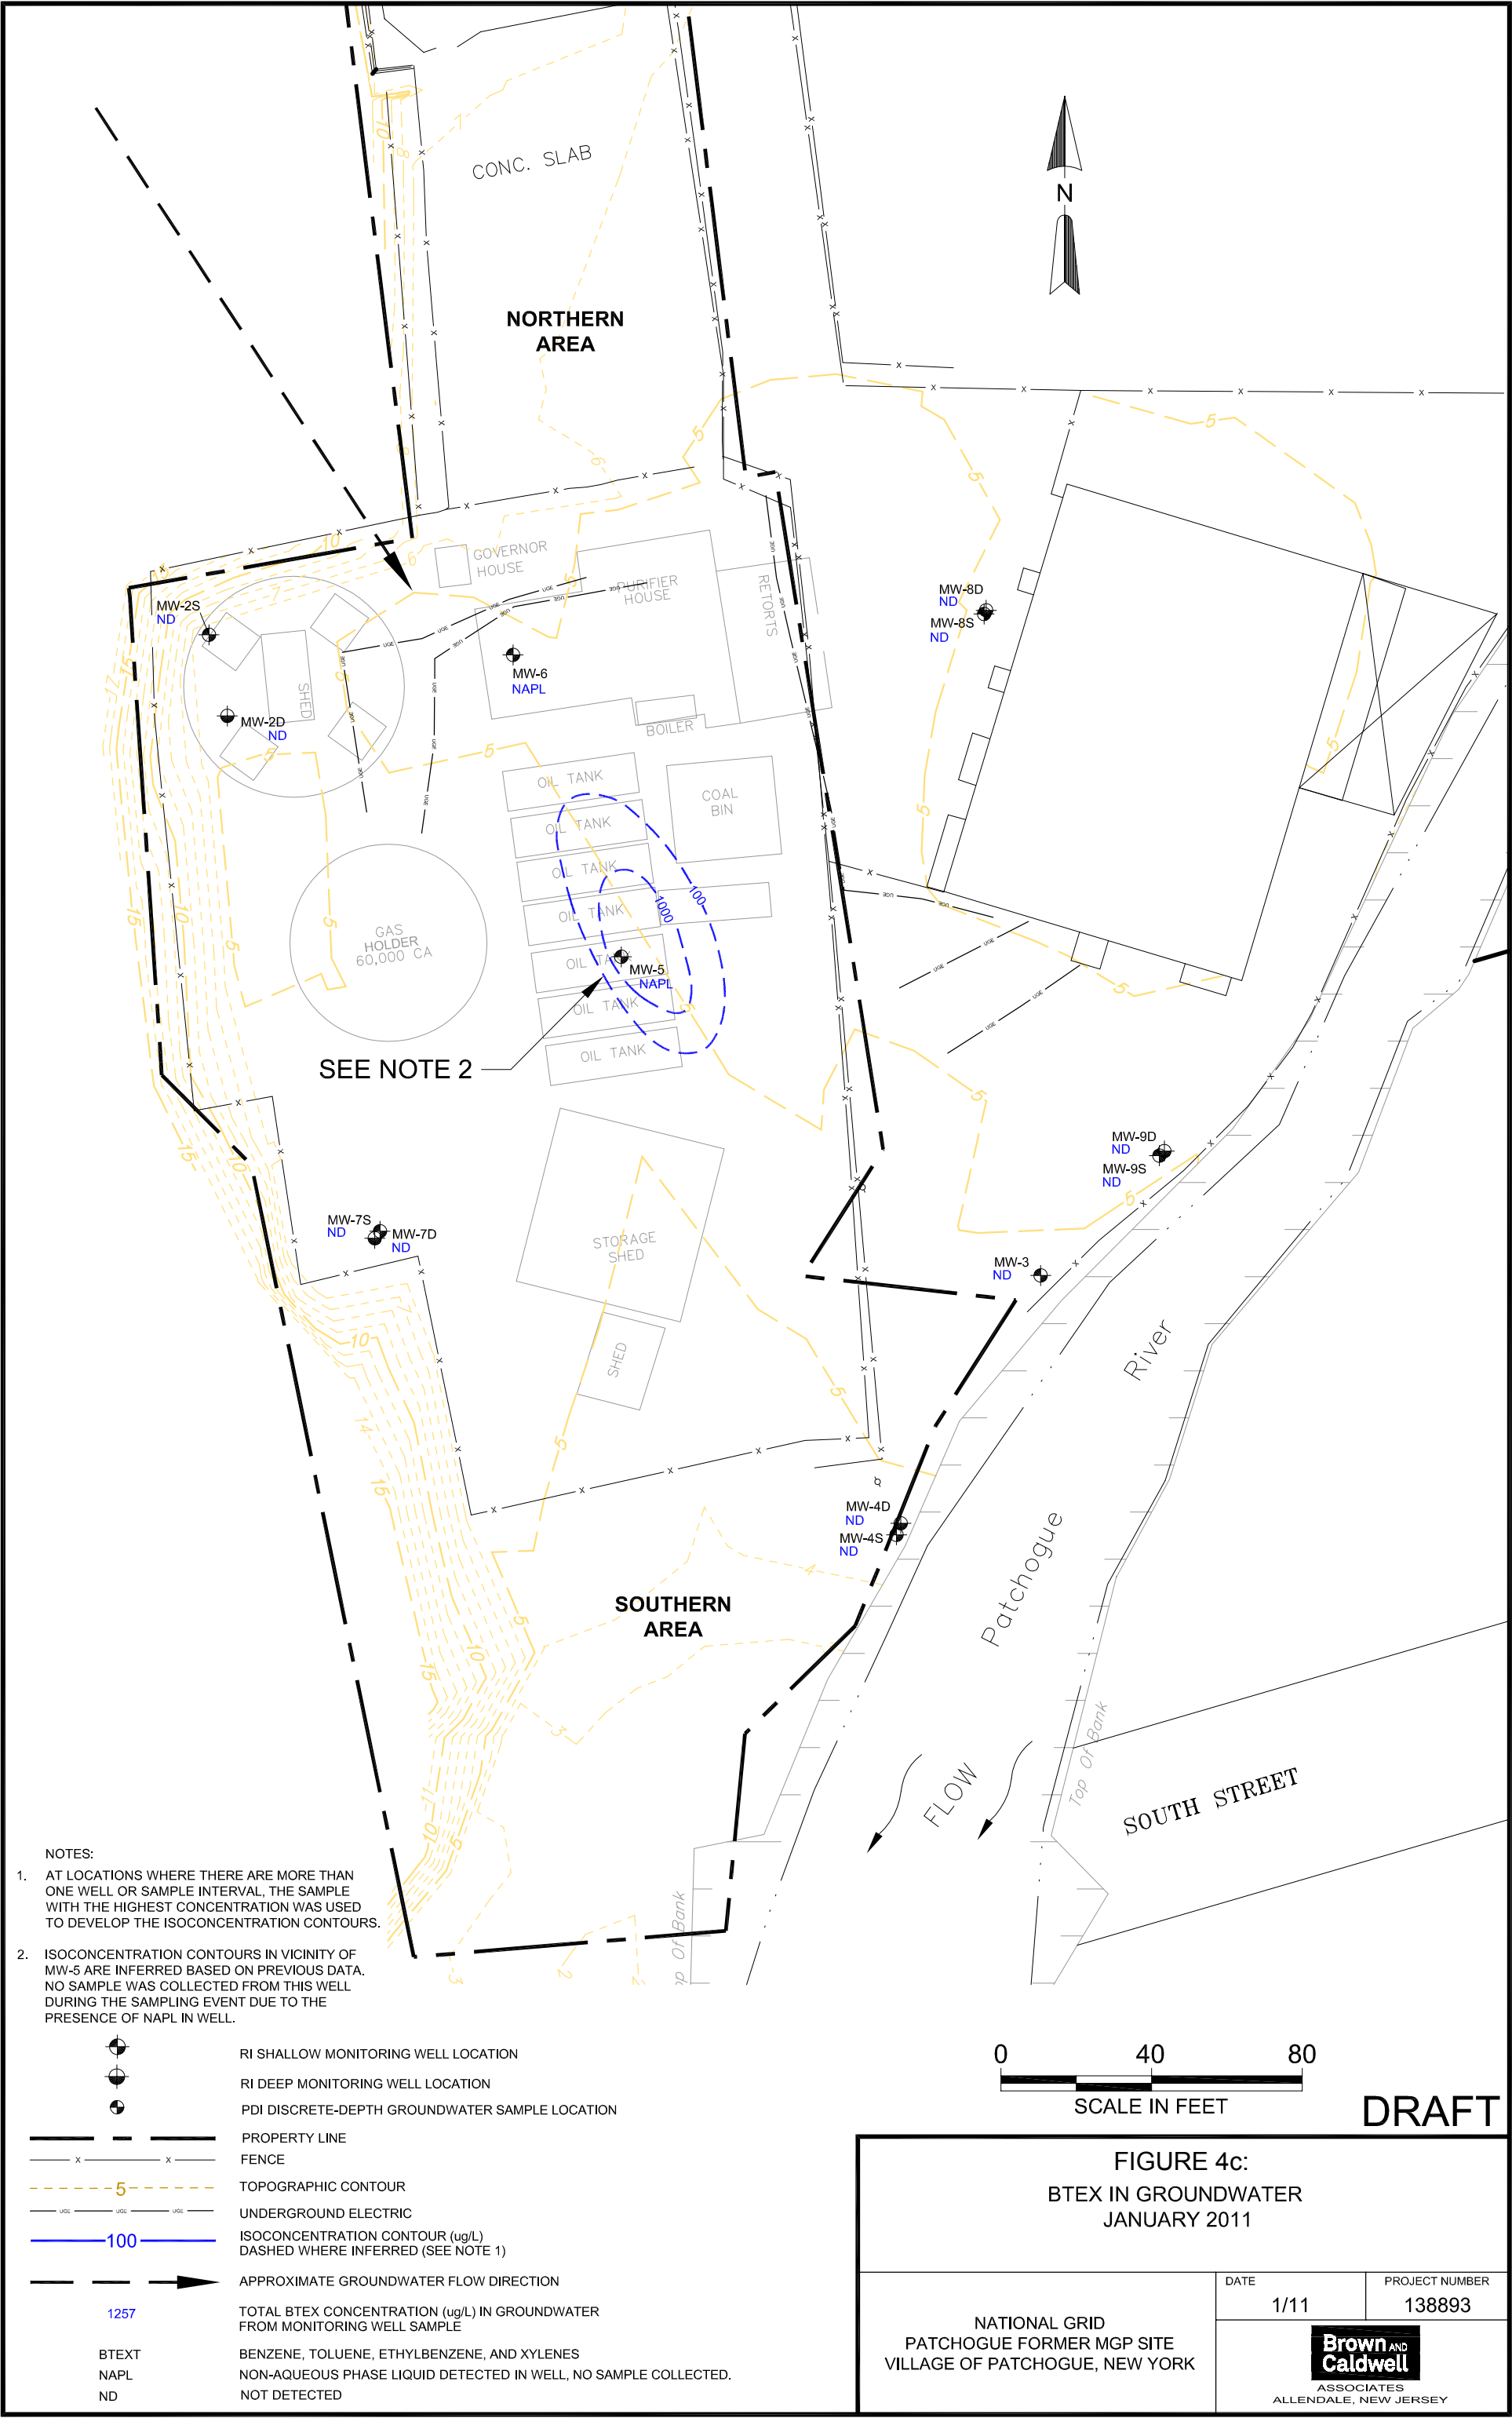 CONC. SLAB
N
NORTHERN
AREA
GOVERNOR
HOUSE
PURIFIER
HOUSE
RETORTS
MW-2S
ND
SHED
MW-2D
ND
MW-6
NAPL
BOILER
MW-8D
ND
MW-8S
ND
OIL TANK
OIL TANK
OIL TANK
OIL TANK
OIL TANK
OIL TANK
OIL TANK
COAL
BIN
100
1000
GAS
HOLDER
60,000 CA
MW-5
NAPL
SEE NOTE 2
MW-9D
ND
MW-9S
ND
MW-7S
ND
MW-7D
ND
STORAGE
SHED
SHED
MW-3
ND
River
Patchogue
MW-4D
ND
MW-4S
ND
SOUTHERN
AREA
FLOW
Top Of Bank
SOUTH STREET
Of Bank
5
10
15
NOTES:
1. AT LOCATIONS WHERE THERE ARE MORE THAN
ONE WELL OR SAMPLE INTERVAL, THE SAMPLE
WITH THE HIGHEST CONCENTRATION WAS USED
TO DEVELOP THE ISOCONCENTRATION CONTOURS.
2. ISOCONCENTRATION CONTOURS IN VICINITY OF
MW-5 ARE INFERRED BASED ON PREVIOUS DATA.
NO SAMPLE WAS COLLECTED FROM THIS WELL
DURING THE SAMPLING EVENT DUE TO THE
PRESENCE OF NAPL IN WELL.
RI SHALLOW MONITORING WELL LOCATION
RI DEEP MONITORING WELL LOCATION
PDI DISCRETE-DEPTH GROUNDWATER SAMPLE LOCATION
PROPERTY LINE
X X FENCE
5 TOPOGRAPHIC CONTOUR
UGE UGE UGE UNDERGROUND ELECTRIC
100 ISOCONCENTRATION CONTOUR (ug/L)
DASHED WHERE INFERRED (SEE NOTE 1)
APPROXIMATE GROUNDWATER FLOW DIRECTION
1257 TOTAL BTEX CONCENTRATION (ug/L) IN GROUNDWATER
FROM MONITORING WELL SAMPLE
BTEXT BENZENE, TOLUENE, ETHYLBENZENE, AND XYLENES
NAPL NON-AQUEOUS PHASE LIQUID DETECTED IN WELL, NO SAMPLE COLLECTED.
ND NOT DETECTED
0 40 80
SCALE IN FEET
DRAFT
FIGURE 4c:
BTEX IN GROUNDWATER
JANUARY 2011
NATIONAL GRID
PATCHOGUE FORMER MGP SITE
VILLAGE OF PATCHOGUE, NEW YORK
DATE
1/11
PROJECT NUMBER
138893
Brown AND
Caldwell
ASSOCIATES
ALLENDALE, NEW JERSEY